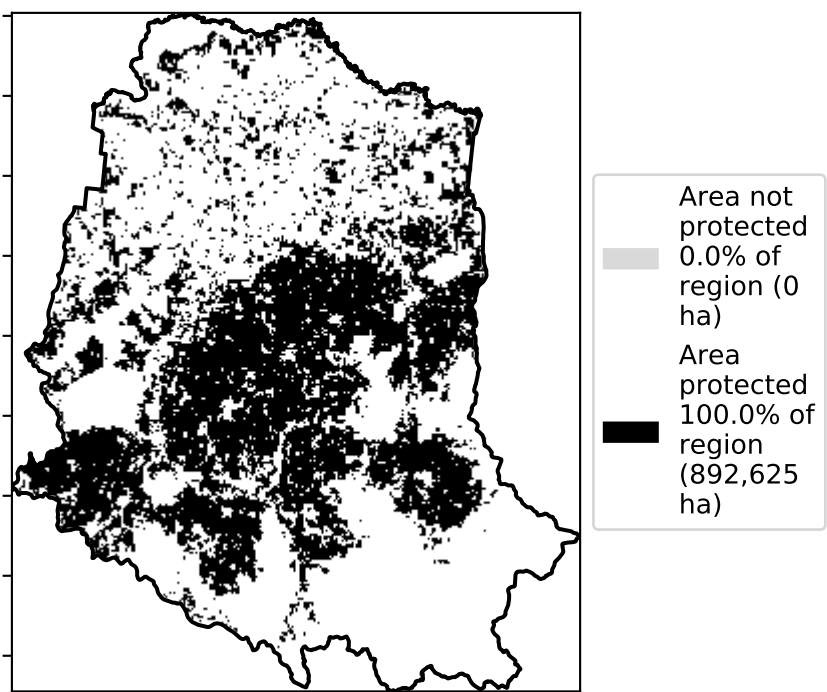 Area not
protected
0.0% of
region (0
ha)
Area
protected
100.0% of
region
(892,625
ha)